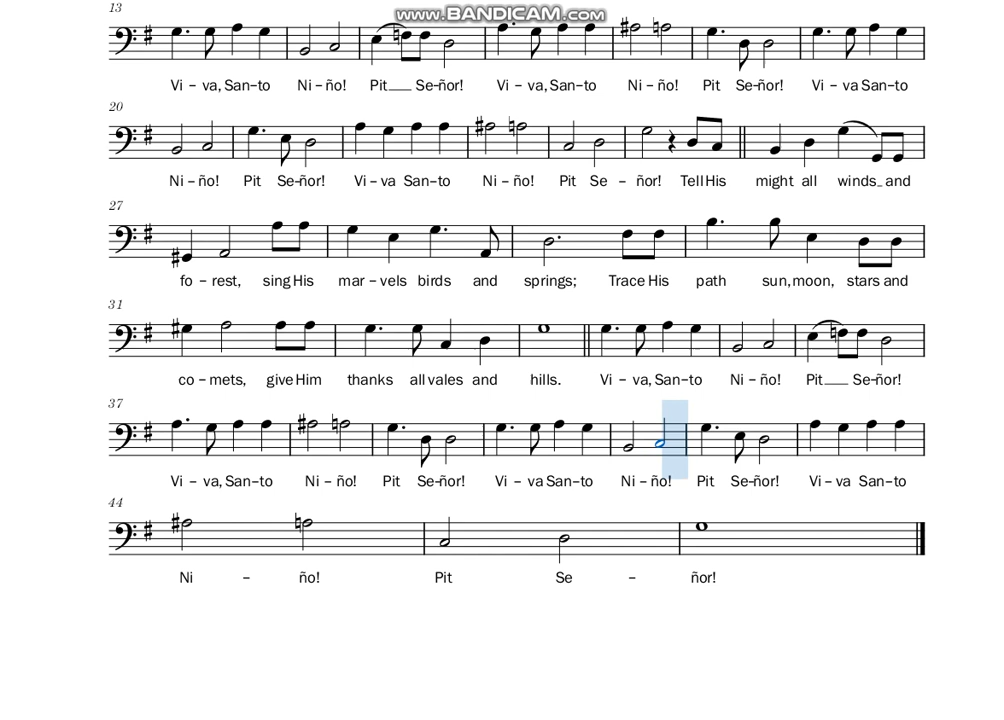 www.BANDICAM.com
13
Vi – va, San–to Ni – ño! Pit___ Se–ñor! Vi – va, San–to Ni – ño! Pit Se–ñor! Vi – va San–to
20
Ni – ño! Pit Se–ñor! Vi – va San–to Ni – ño! Pit Se – ñor! Tell His might all winds_ and
27
fo – rest, sing His mar – vels birds and springs; Trace His path sun, moon, stars and
31
co – mets, give Him thanks all vales and hills. Vi – va, San–to Ni – ño! Pit___ Se–ñor!
37
Vi – va, San–to Ni – ño! Pit Se–ñor! Vi – va San–to Ni – ño! Pit Se–ñor! Vi – va San–to
44
Ni – ño! Pit Se – ñor!